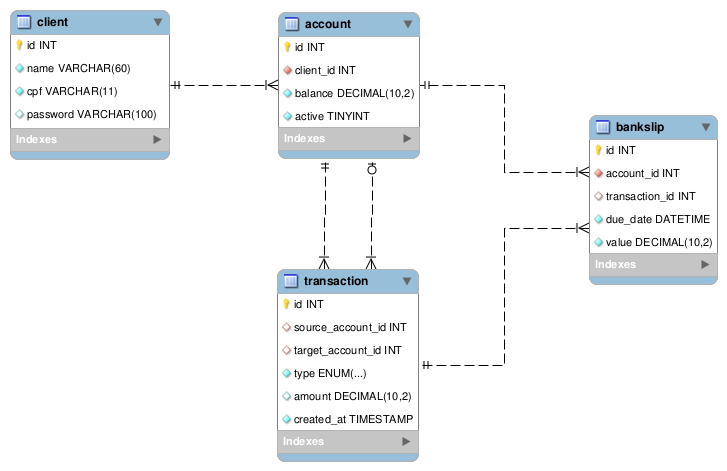 client
id INT
name VARCHAR(60)
cpf VARCHAR(11)
password VARCHAR(100)
Indexes
account
id INT
client_id INT
balance DECIMAL(10,2)
active TINYINT
Indexes
bankslip
id INT
account_id INT
transaction_id INT
due_date DATETIME
value DECIMAL(10,2)
Indexes
transaction
id INT
source_account_id INT
target_account_id INT
type ENUM(...)
amount DECIMAL(10,2)
created_at TIMESTAMP
Indexes